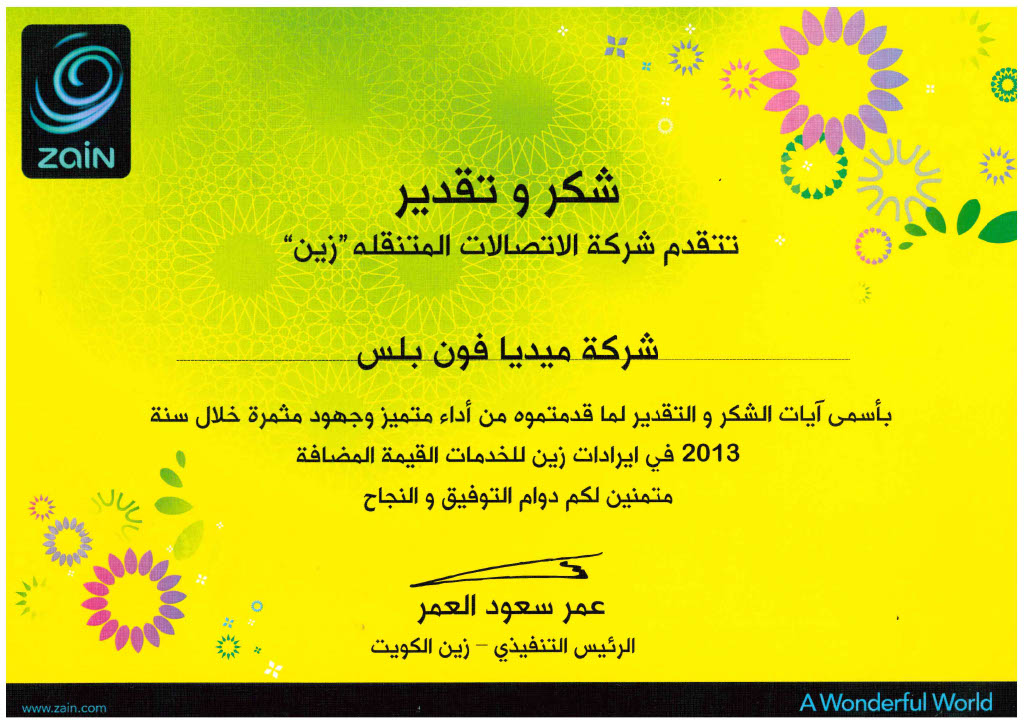 zain
شكر و تقدير
تتقدم شركة الاتصالات المتنقله "زين"
شركة ميديا فون بلس
بأسمى آيات الشكر و التقدير لما قدمتموه من أداء متميز وجهود مثمرة خلال سنة
2013 في ايرادات زين للخدمات القيمة المضافة
متمنين لكم دوام التوفيق و النجاح
عمر سعود العمر
الرئيس التنفيذي – زين الكويت
www.zain.com
A Wonderful World